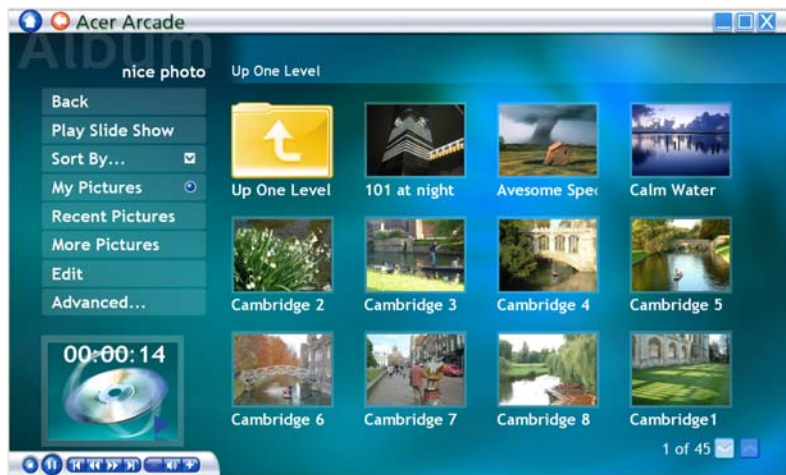 Acer Arcade
Album
nice photo
Up One Level
Back
Play Slide Show
Sort By...
My Pictures
Recent Pictures
More Pictures
Edit
Advanced...
00:00:14
Up One Level
101 at night
Avesome Spec
Calm Water
Cambridge 2
Cambridge 3
Cambridge 4
Cambridge 5
Cambridge 6
Cambridge 7
Cambridge 8
Cambridge1
1 of 45